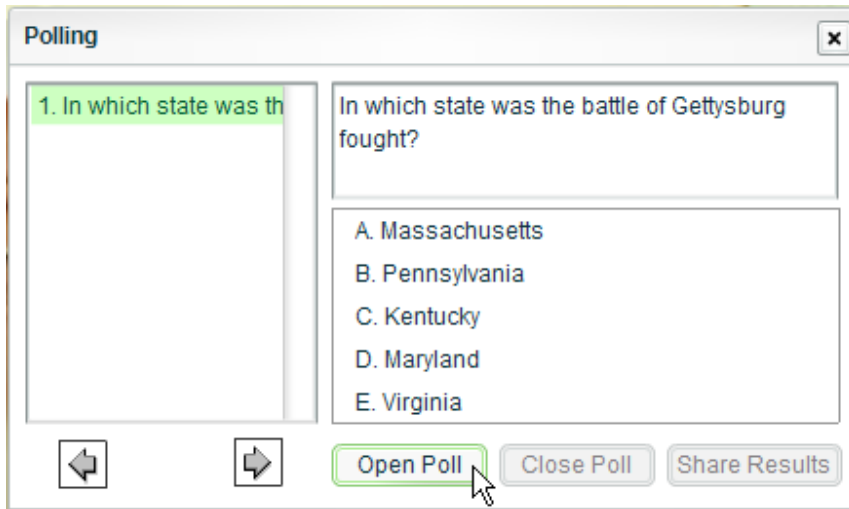 Polling
1. In which state was th
In which state was the battle of Gettysburg
fought?
A. Massachusetts
B. Pennsylvania
C. Kentucky
D. Maryland
E. Virginia
Open Poll
Close Poll
Share Results